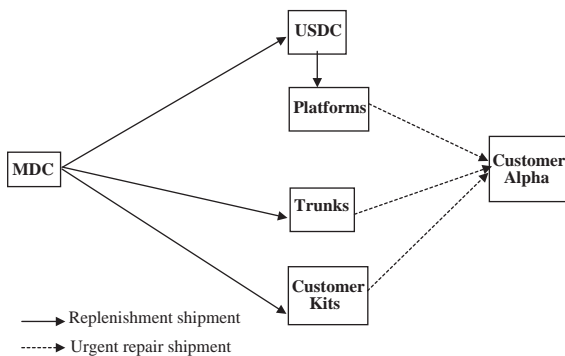 USDC
Platforms
MDC
Customer
Alpha
Trunks
Customer
Kits
Replenishment shipment
Urgent repair shipment